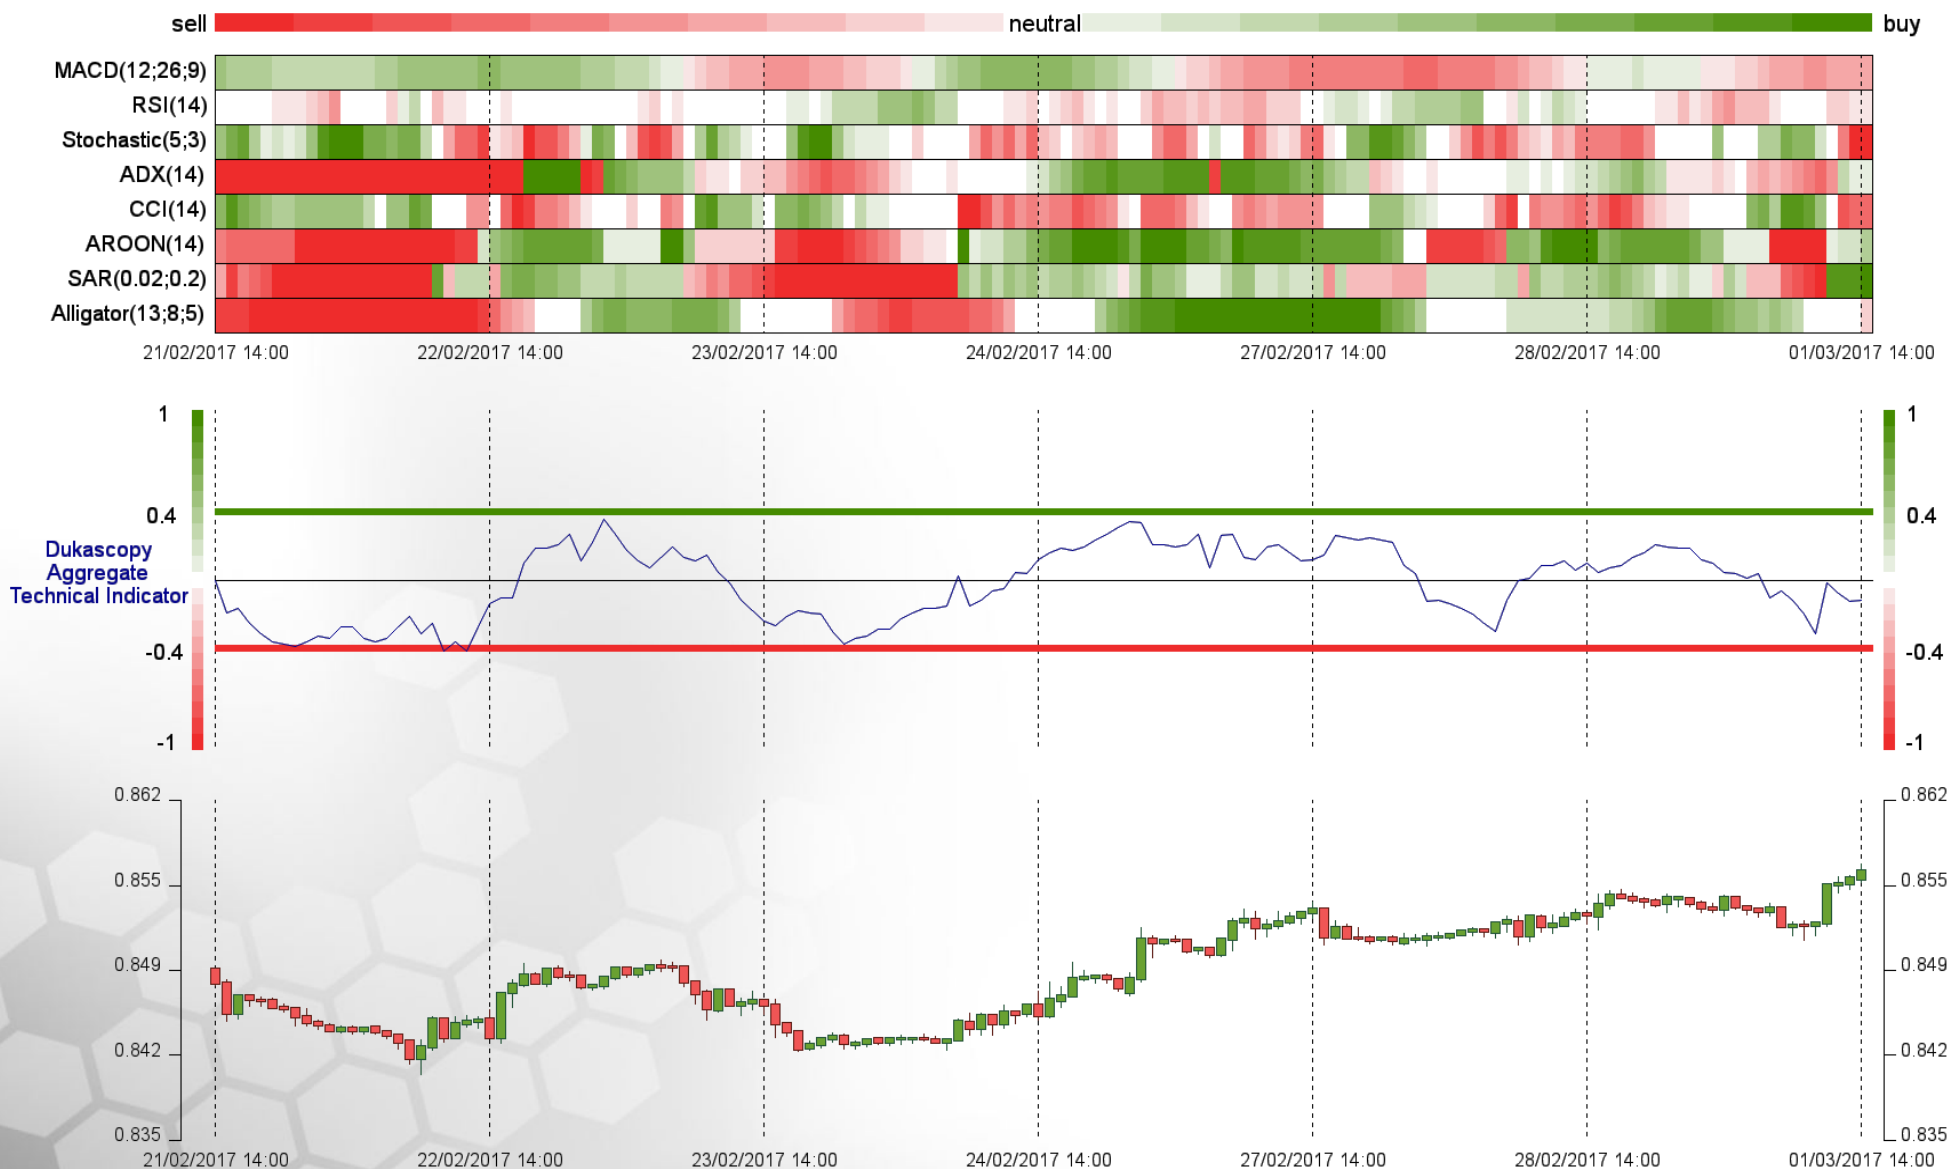 sell neutral buy
MACD(12;26;9)
RSI(14)
Stochastic(5;3)
ADX(14)
CCI(14)
AROON(14)
SAR(0.02;0.2)
Alligator(13;8;5)
21/02/2017 14:00 22/02/2017 14:00 23/02/2017 14:00 24/02/2017 14:00 27/02/2017 14:00 28/02/2017 14:00 01/03/2017 14:00
1 1
0.4 0.4
Dukascopy
Aggregate
Technical Indicator
-0.4 -0.4
-1 -1
0.862 0.862
0.855 0.855
0.849 0.849
0.842 0.842
0.835 0.835
21/02/2017 14:00 22/02/2017 14:00 23/02/2017 14:00 24/02/2017 14:00 27/02/2017 14:00 28/02/2017 14:00 01/03/2017 14:00